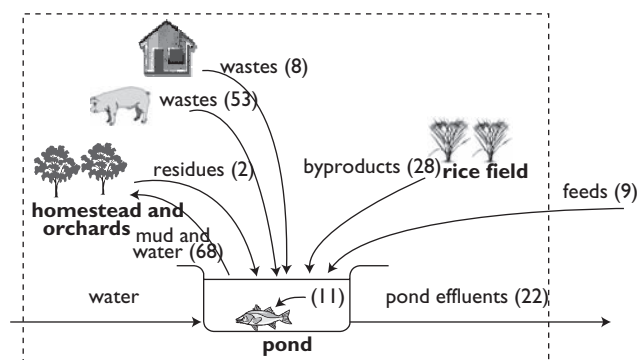 wastes (8)
wastes (53)
residues (2)
byproducts (28)
rice field
feeds (9)
homestead and
orchards
mud and
water (68)
water
(11)
pond effluents (22)
pond